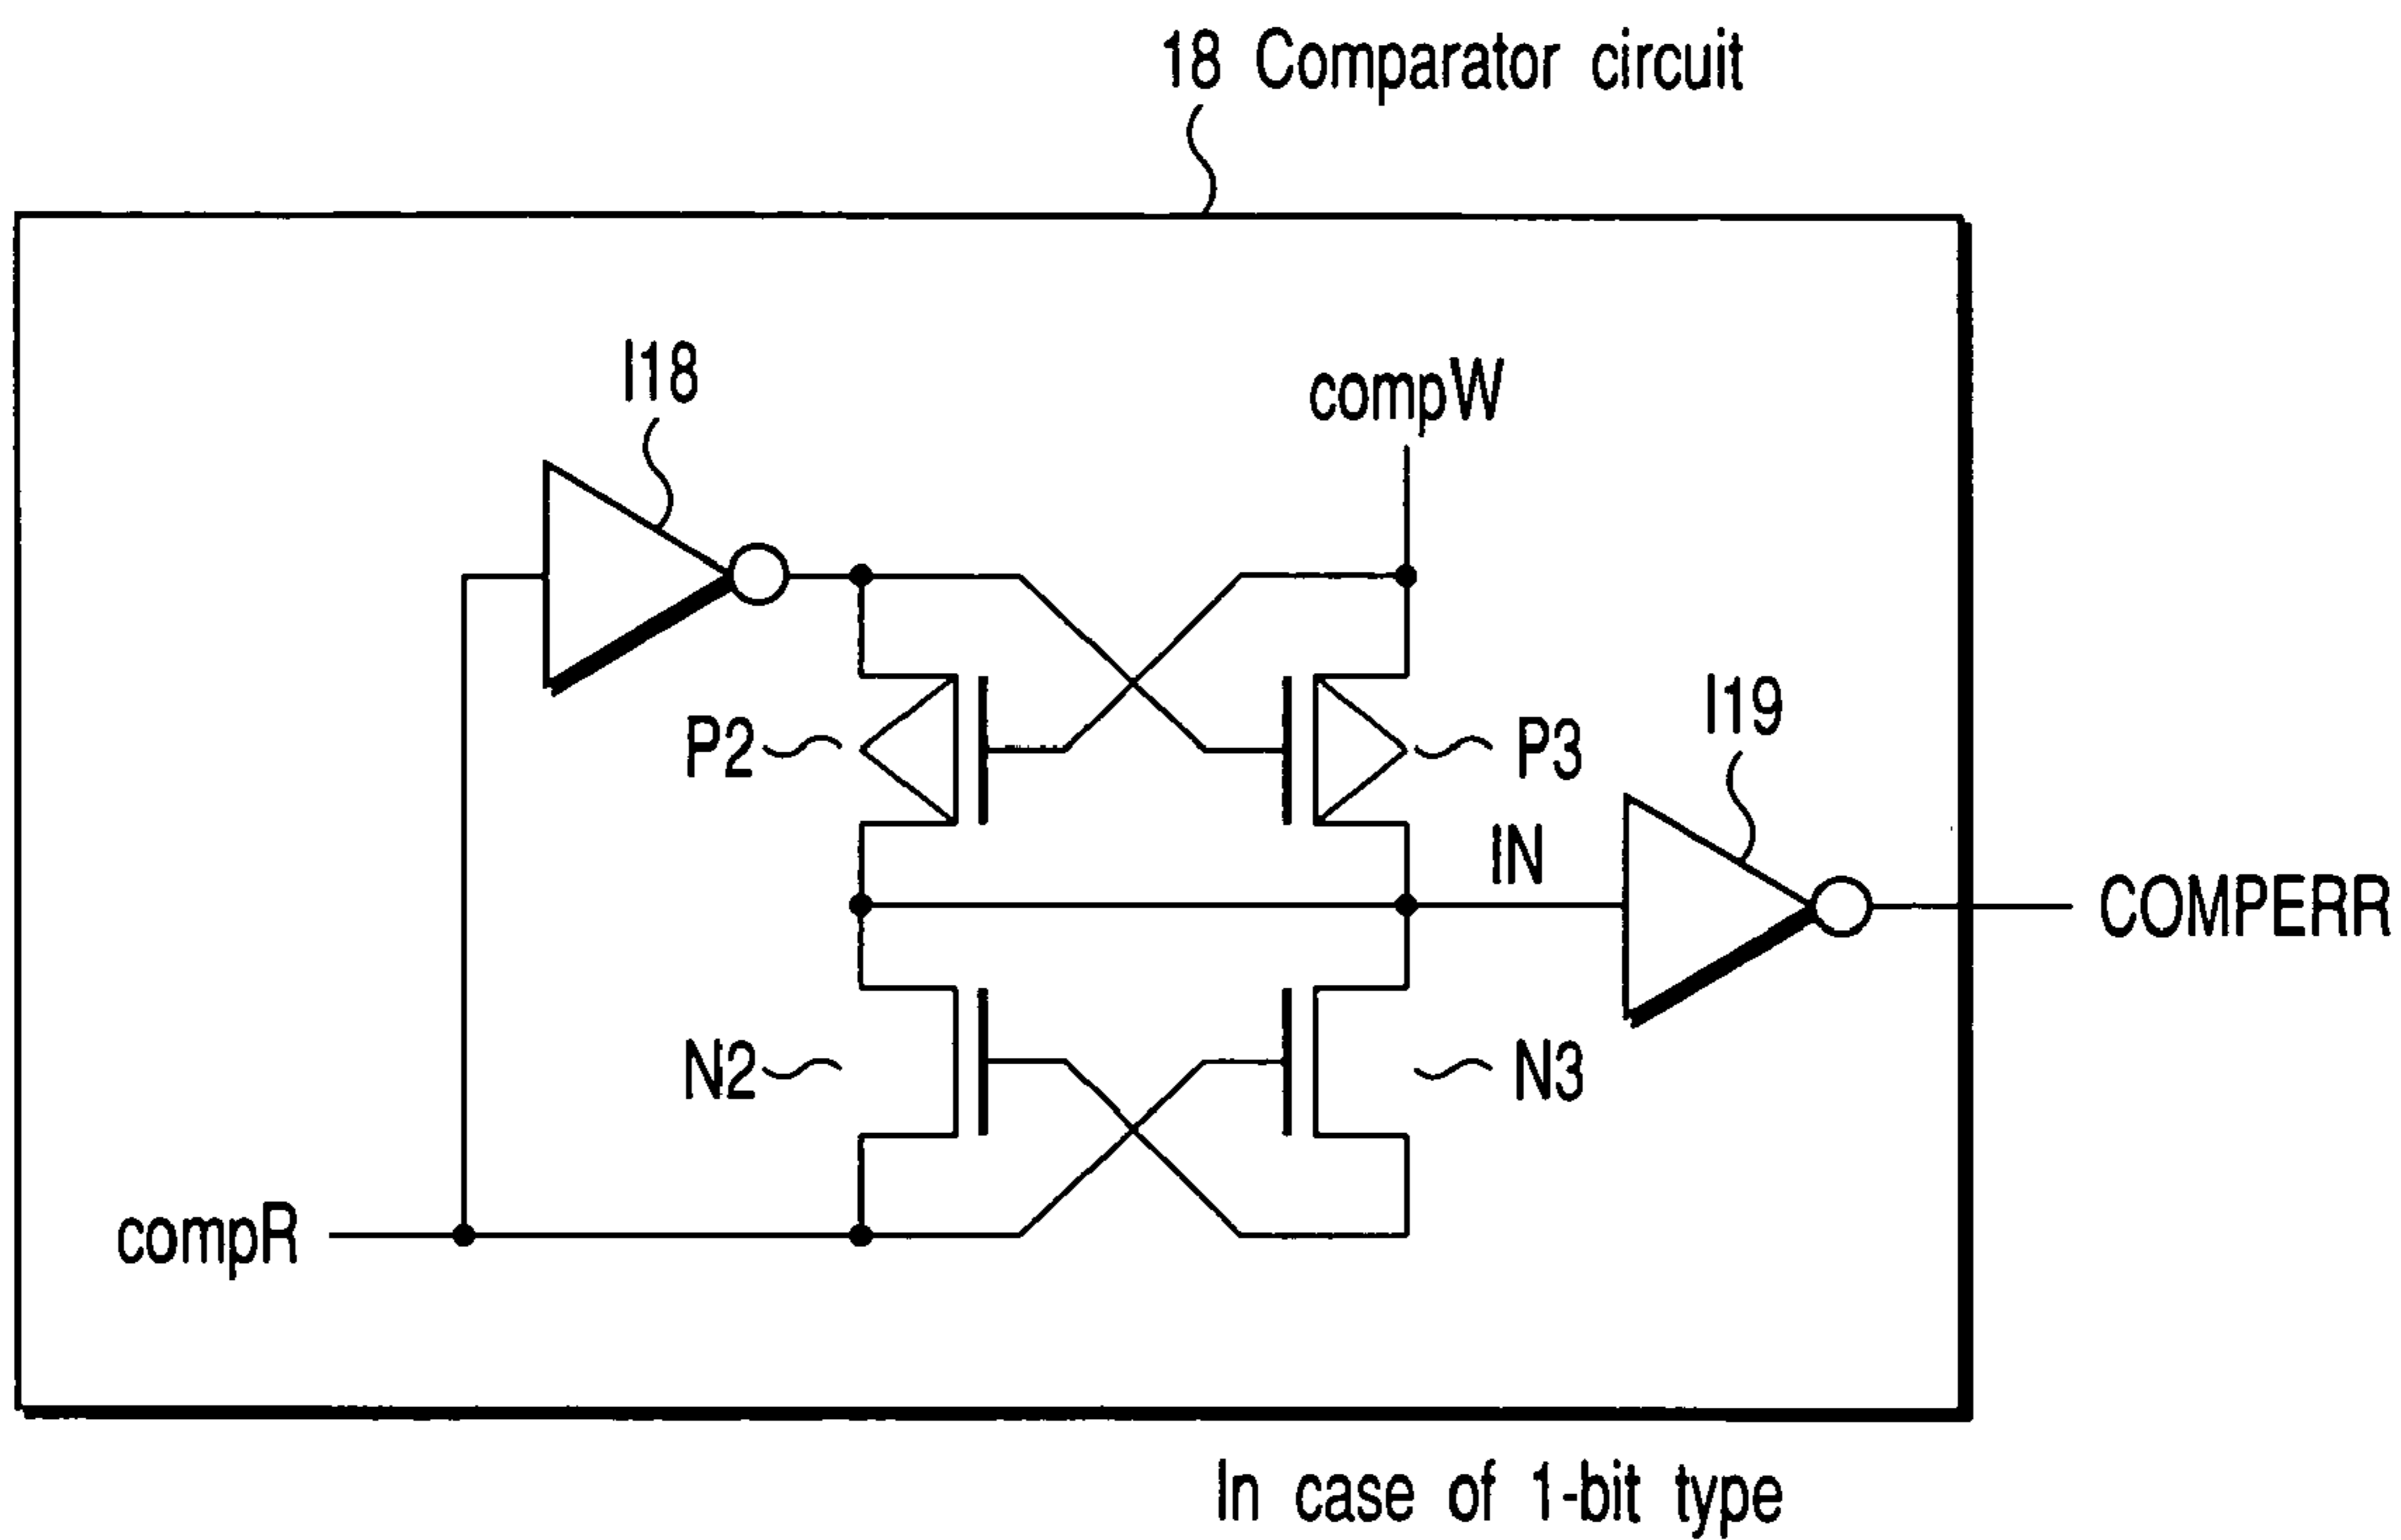 18 Comparator circuit
I18
compW
P2
P3
I19
IN
COMPERR
N2
N3
compR
In case of 1-bit type